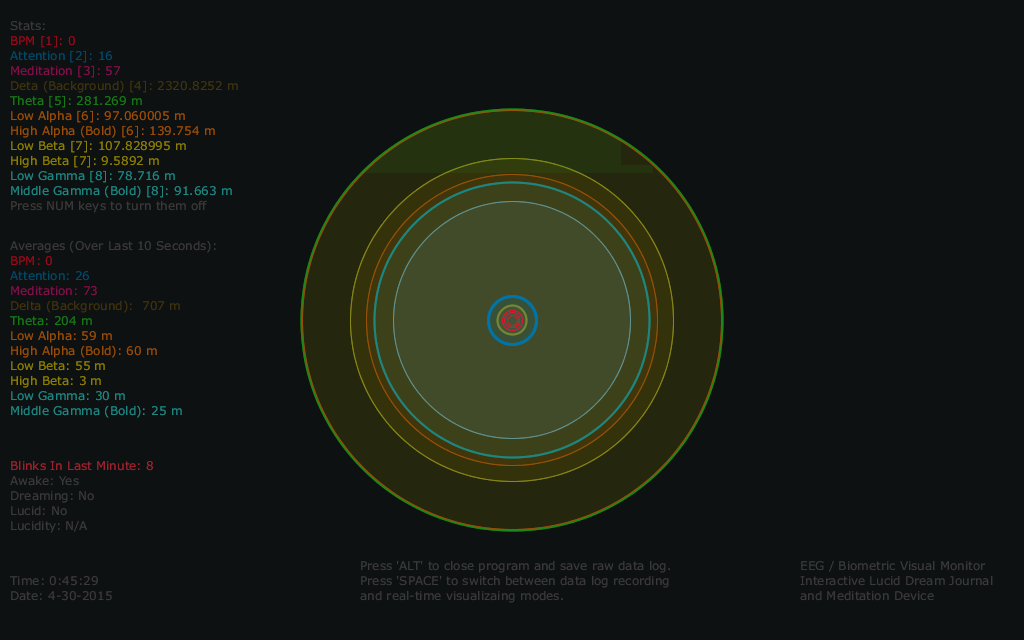 Stats:
BPM [1]: 0
Attention [2]: 16
Meditation [3]: 57
Deta (Background) [4]: 2320.8252 m
Theta [5]: 281.269 m
Low Alpha [6]: 97.060005 m
High Alpha (Bold) [6]: 139.754 m
Low Beta [7]: 107.828995 m
High Beta [7]: 9.5892 m
Low Gamma [8]: 78.716 m
Middle Gamma (Bold) [8]: 91.663 m
Press NUM keys to turn them off
Averages (Over Last 10 Seconds):
BPM: 0
Attention: 26
Meditation: 73
Delta (Background):  707 m
Theta: 204 m
Low Alpha: 59 m
High Alpha (Bold): 60 m
Low Beta: 55 m
High Beta: 3 m
Low Gamma: 30 m
Middle Gamma (Bold): 25 m
Blinks In Last Minute: 8
Awake: Yes
Dreaming: No
Lucid: No
Lucidity: N/A
Time: 0:45:29
Date: 4-30-2015
Press 'ALT' to close program and save raw data log.
Press 'SPACE' to switch between data log recording
and real-time visualizaing modes.
EEG / Biometric Visual Monitor
Interactive Lucid Dream Journal
and Meditation Device